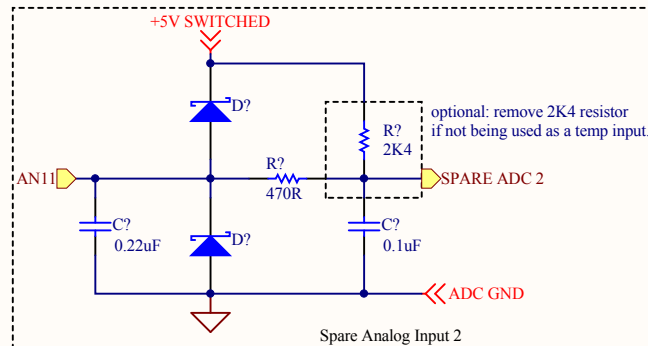 +5V SWITCHED
D?
optional: remove 2K4 resistor
if not being used as a temp input.
R?
2K4
R?
AN11
470R
SPARE ADC 2
C?
0.22uF
D?
C?
0.1uF
ADC GND
Spare Analog Input 2